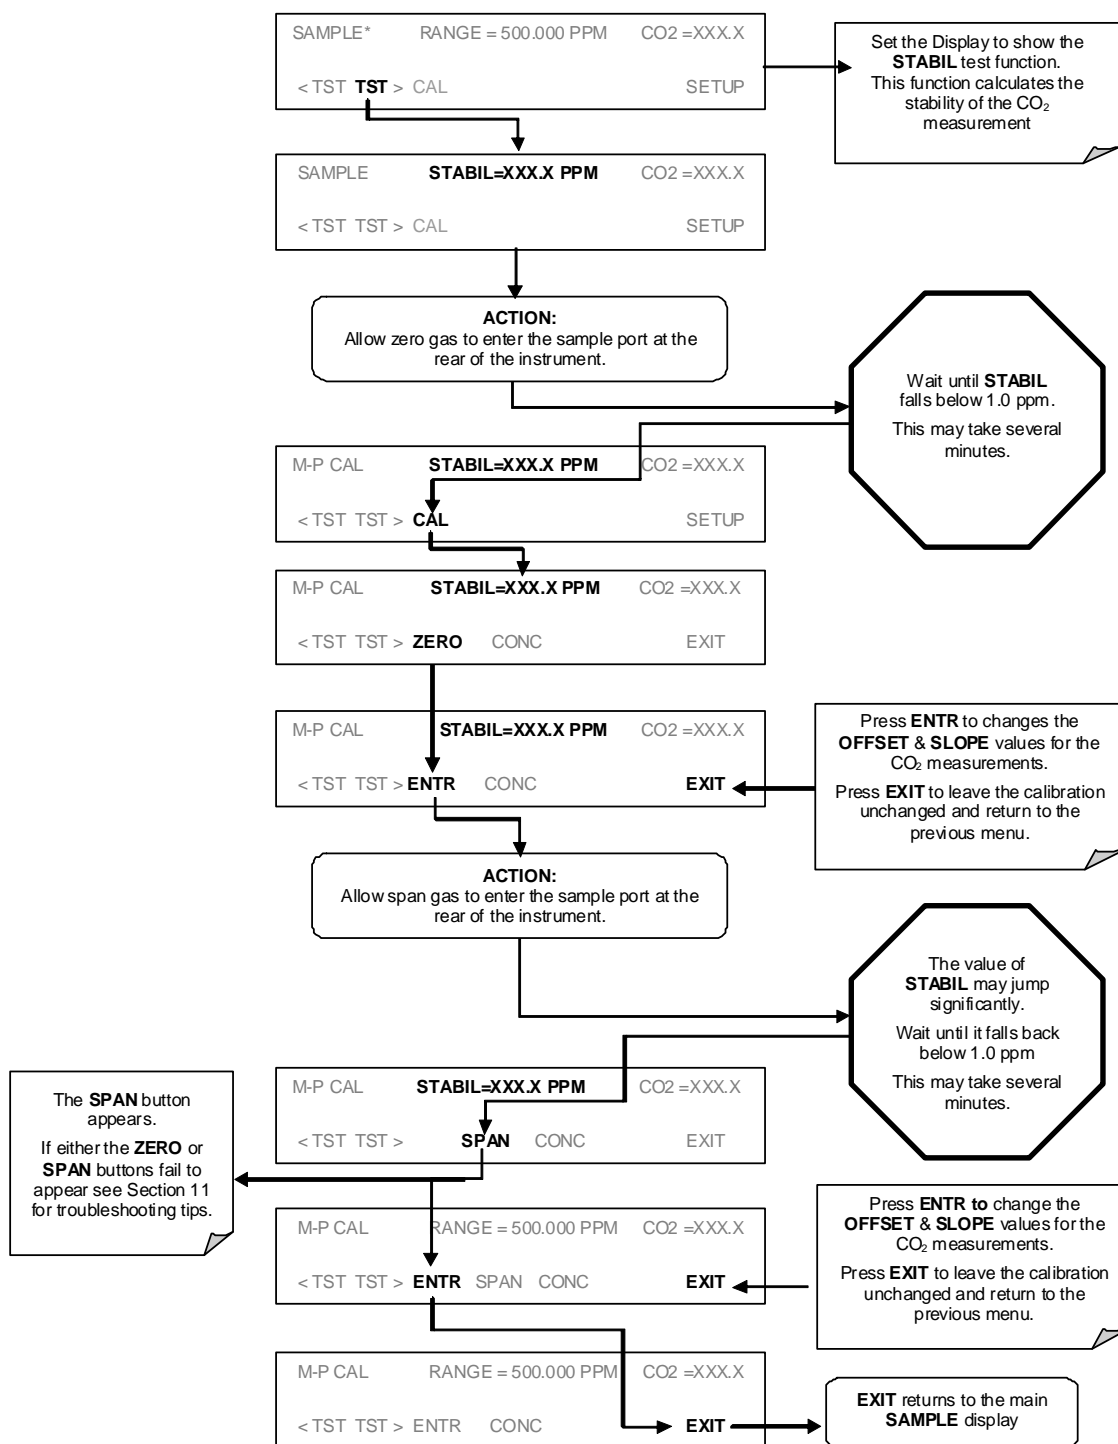 SAMPLE* RANGE = 500.000 PPM CO2 =XXX.X
< TST TST > CAL SETUP
Set the Display to show the
STABIL test function.
This function calculates the
stability of the CO2
measurement
SAMPLE STABIL=XXX.X PPM CO2 =XXX.X
< TST TST > CAL SETUP
ACTION:
Allow zero gas to enter the sample port at the
rear of the instrument.
Wait until STABIL
falls below 1.0 ppm.
This may take several
minutes.
M-P CAL STABIL=XXX.X PPM CO2 =XXX.X
< TST TST > CAL SETUP
M-P CAL STABIL=XXX.X PPM CO2 =XXX.X
< TST TST > ZERO CONC EXIT
M-P CAL STABIL=XXX.X PPM CO2 =XXX.X
< TST TST > ENTR CONC EXIT
Press ENTR to changes the
OFFSET & SLOPE values for the
CO2 measurements.
Press EXIT to leave the calibration
unchanged and return to the
previous menu.
ACTION:
Allow span gas to enter the sample port at the
rear of the instrument.
The value of
STABIL may jump
significantly.
Wait until it falls back
below 1.0 ppm
This may take several
minutes.
M-P CAL STABIL=XXX.X PPM CO2 =XXX.X
< TST TST > SPAN CONC EXIT
The SPAN button
appears.
If either the ZERO or
SPAN buttons fail to
appear see Section 11
for troubleshooting tips.
M-P CAL RANGE = 500.000 PPM CO2 =XXX.X
< TST TST > ENTR SPAN CONC EXIT
Press ENTR to change the
OFFSET & SLOPE values for the
CO2 measurements.
Press EXIT to leave the calibration
unchanged and return to the
previous menu.
M-P CAL RANGE = 500.000 PPM CO2 =XXX.X
< TST TST > ENTR CONC EXIT
EXIT returns to the main
SAMPLE display